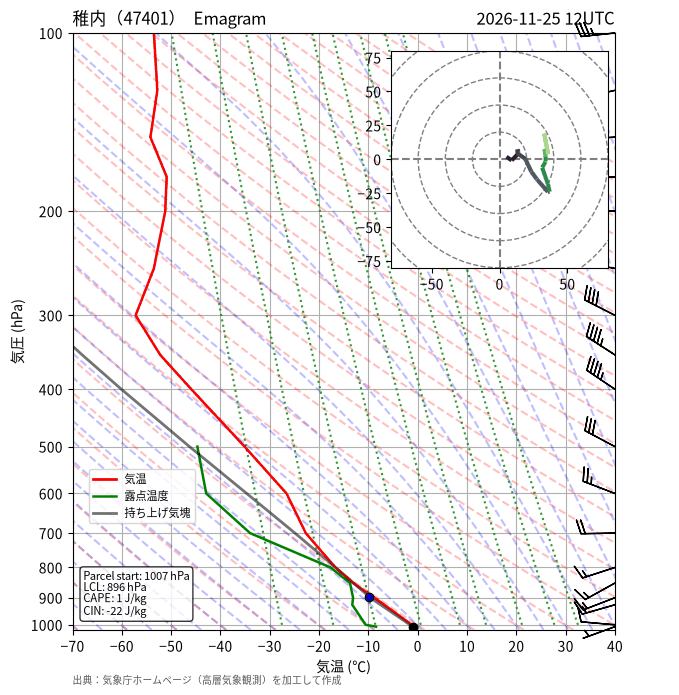 稚内（47401） Emagram
2026-11-25 12UTC
100
200
300
400
500
600
700
800
900
1000
気圧 (hPa)
−70 −60 −50 −40 −30 −20 −10 0 10 20 30 40
気温 (°C)
75
50
25
0
−25
−50
−75
−50 0 50
気温
露点温度
持ち上げ気塊
Parcel start: 1007 hPa
LCL: 896 hPa
CAPE: 1 J/kg
CIN: -22 J/kg
出典：気象庁ホームページ（高層気象観測）を加工して作成